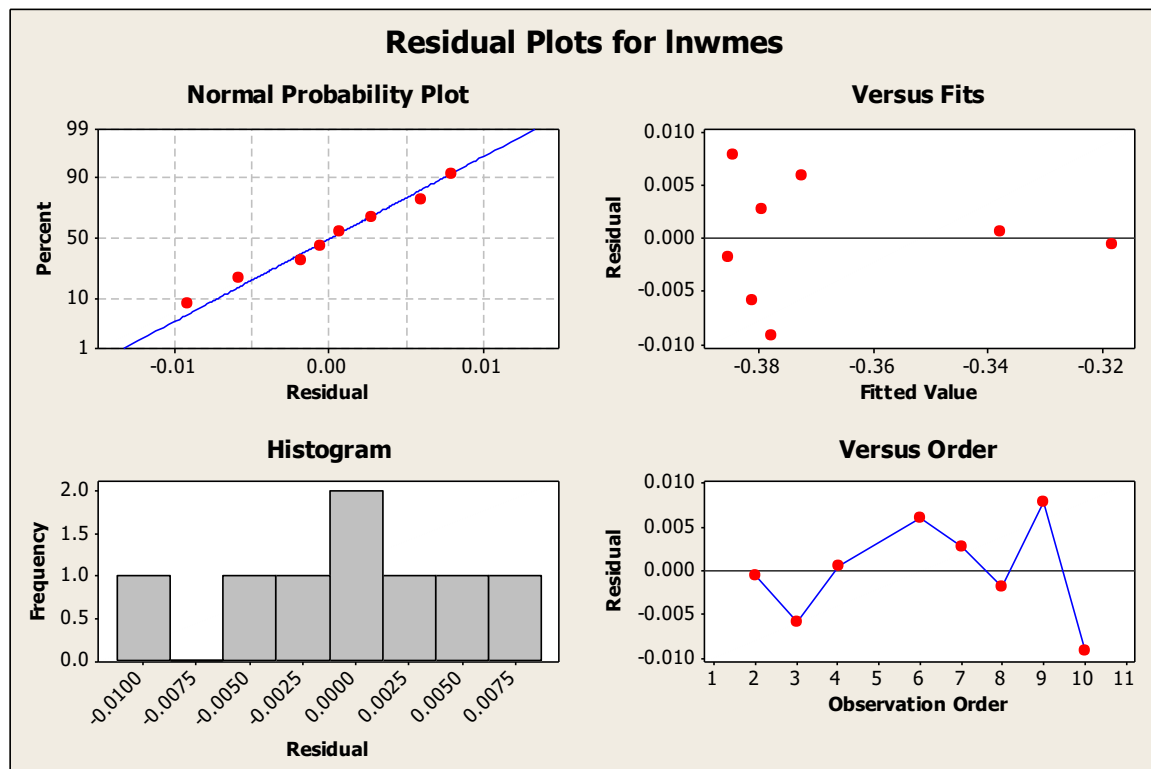 Residual Plots for lnwmes
Normal Probability Plot
99
90
50
10
1
Percent
-0.01
0.00
0.01
Residual
Versus Fits
0.010
0.005
0.000
-0.005
-0.010
Residual
-0.38
-0.36
-0.34
-0.32
Fitted Value
Histogram
2.0
1.5
1.0
0.5
0.0
Frequency
-0.0100
-0.0075
-0.0050
-0.0025
0.0000
0.0025
0.0050
0.0075
Residual
Versus Order
0.010
0.005
0.000
-0.005
-0.010
Residual
1 2 3 4 5 6 7 8 9 10 11
Observation Order